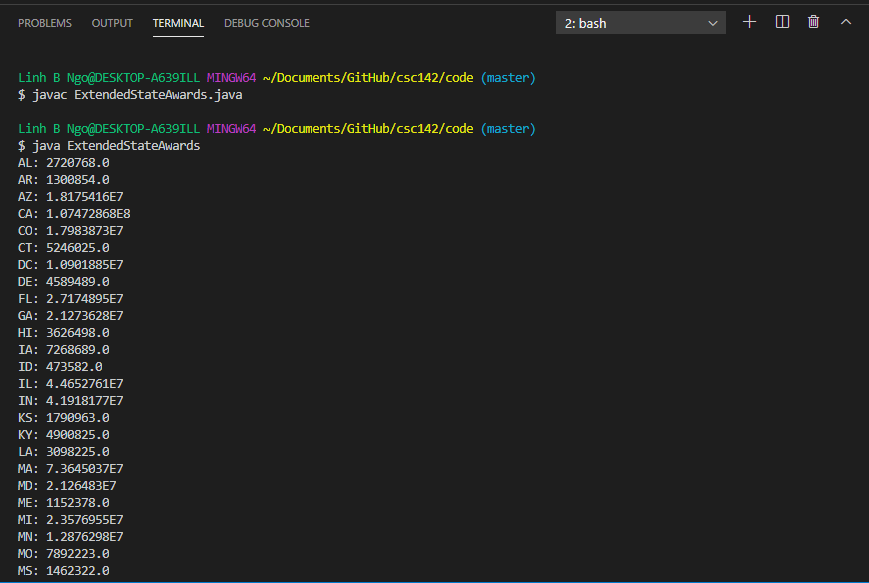 PROBLEMS OUTPUT TERMINAL DEBUG CONSOLE 2: bash
Linh B Ngo@DESKTOP-A639ILL MINGW64 ~/Documents/GitHub/csc142/code (master)
$ javac ExtendedStateAwards.java
Linh B Ngo@DESKTOP-A639ILL MINGW64 ~/Documents/GitHub/csc142/code (master)
$ java ExtendedStateAwards
AL: 2720768.0
AR: 1300854.0
AZ: 1.8175416E7
CA: 1.07472868E8
CO: 1.7983873E7
CT: 5246025.0
DC: 1.0901885E7
DE: 4589489.0
FL: 2.7174895E7
GA: 2.1273628E7
HI: 3626498.0
IA: 7268689.0
ID: 473582.0
IL: 4.4652761E7
IN: 4.1918177E7
KS: 1790963.0
KY: 4900825.0
LA: 3098225.0
MA: 7.3645037E7
MD: 2.126483E7
ME: 1152378.0
MI: 2.3576955E7
MN: 1.2876298E7
MO: 7892223.0
MS: 1462322.0